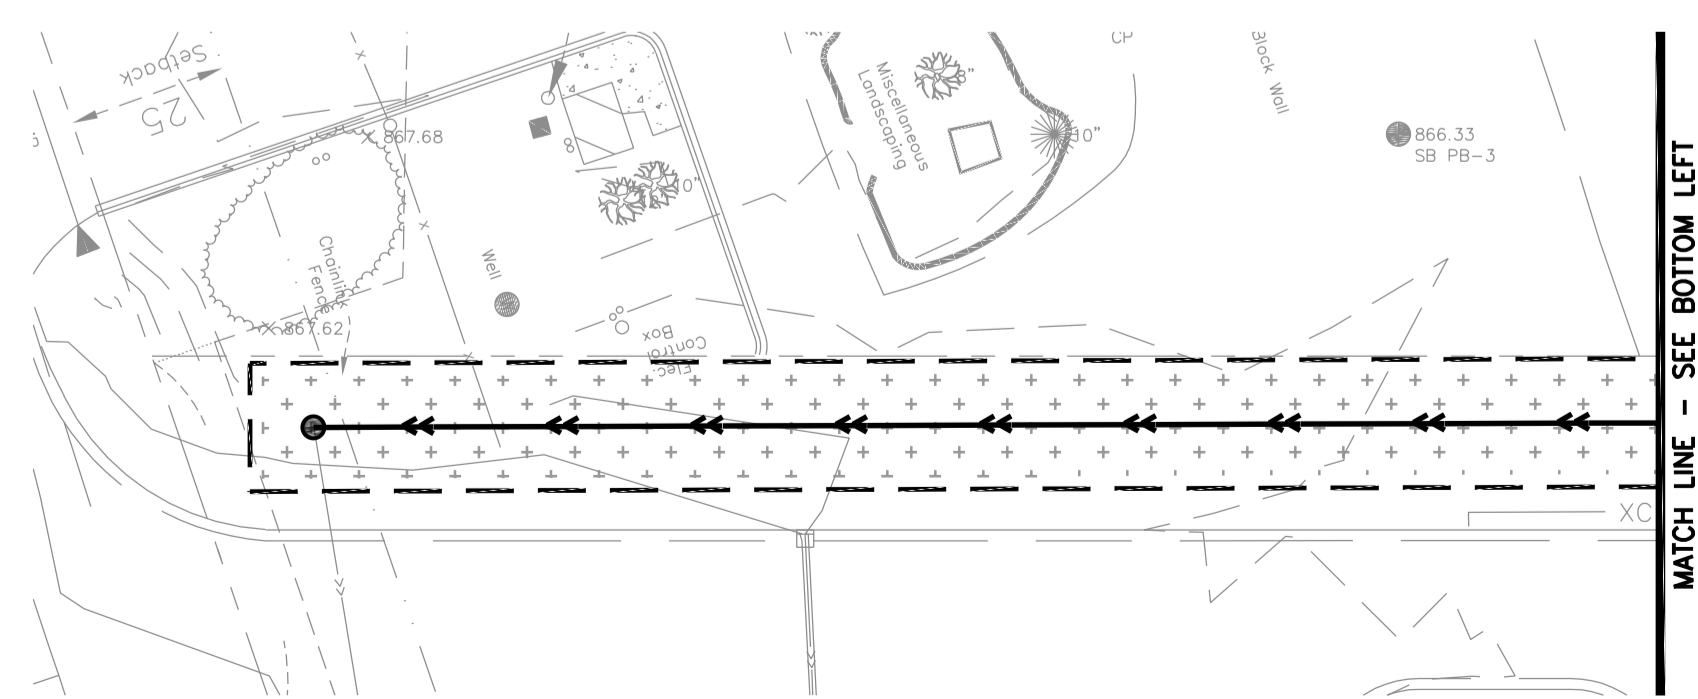 Setback
25
867.68
10"
Miscellaneous
Landscaping
8"
10"
CP
Block Wall
866.33
SB PB-3
Chainlink
Fence
Well
867.62
Elec.
Control
Box
XC
MATCH LINE - SEE BOTTOM LEFT